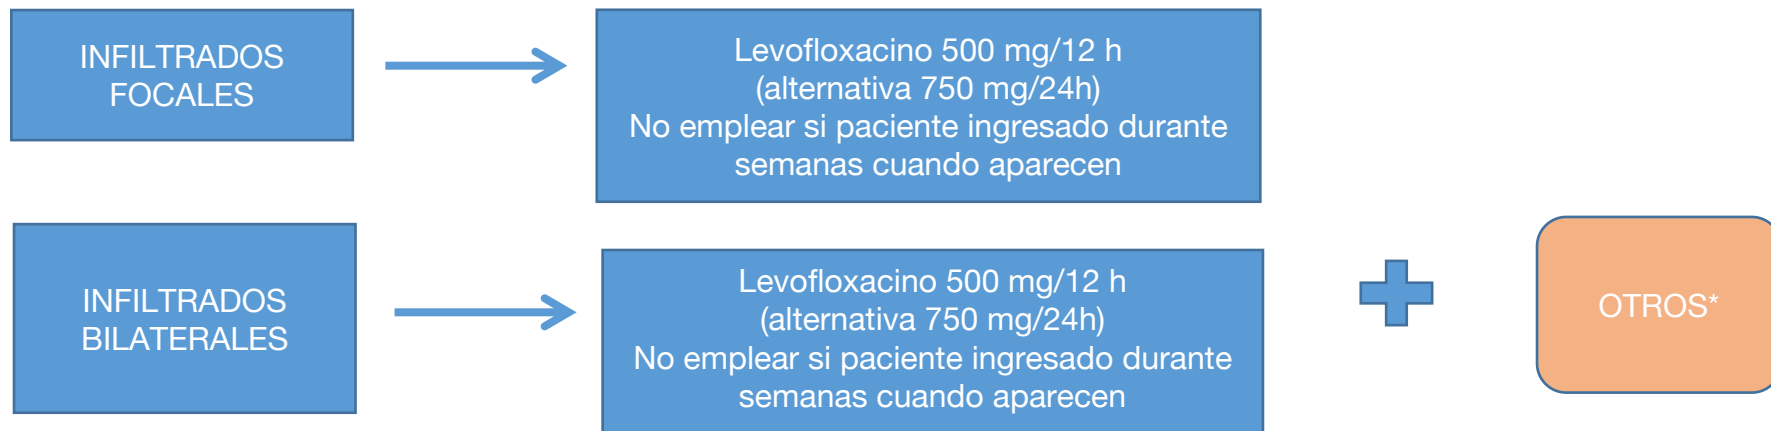 INFILTRADOS
FOCALES
Levofloxacino 500 mg/12 h
(alternativa 750 mg/24h)
No emplear si paciente ingresado durante
semanas cuando aparecen
INFILTRADOS
BILATERALES
Levofloxacino 500 mg/12 h
(alternativa 750 mg/24h)
No emplear si paciente ingresado durante
semanas cuando aparecen
OTROS*